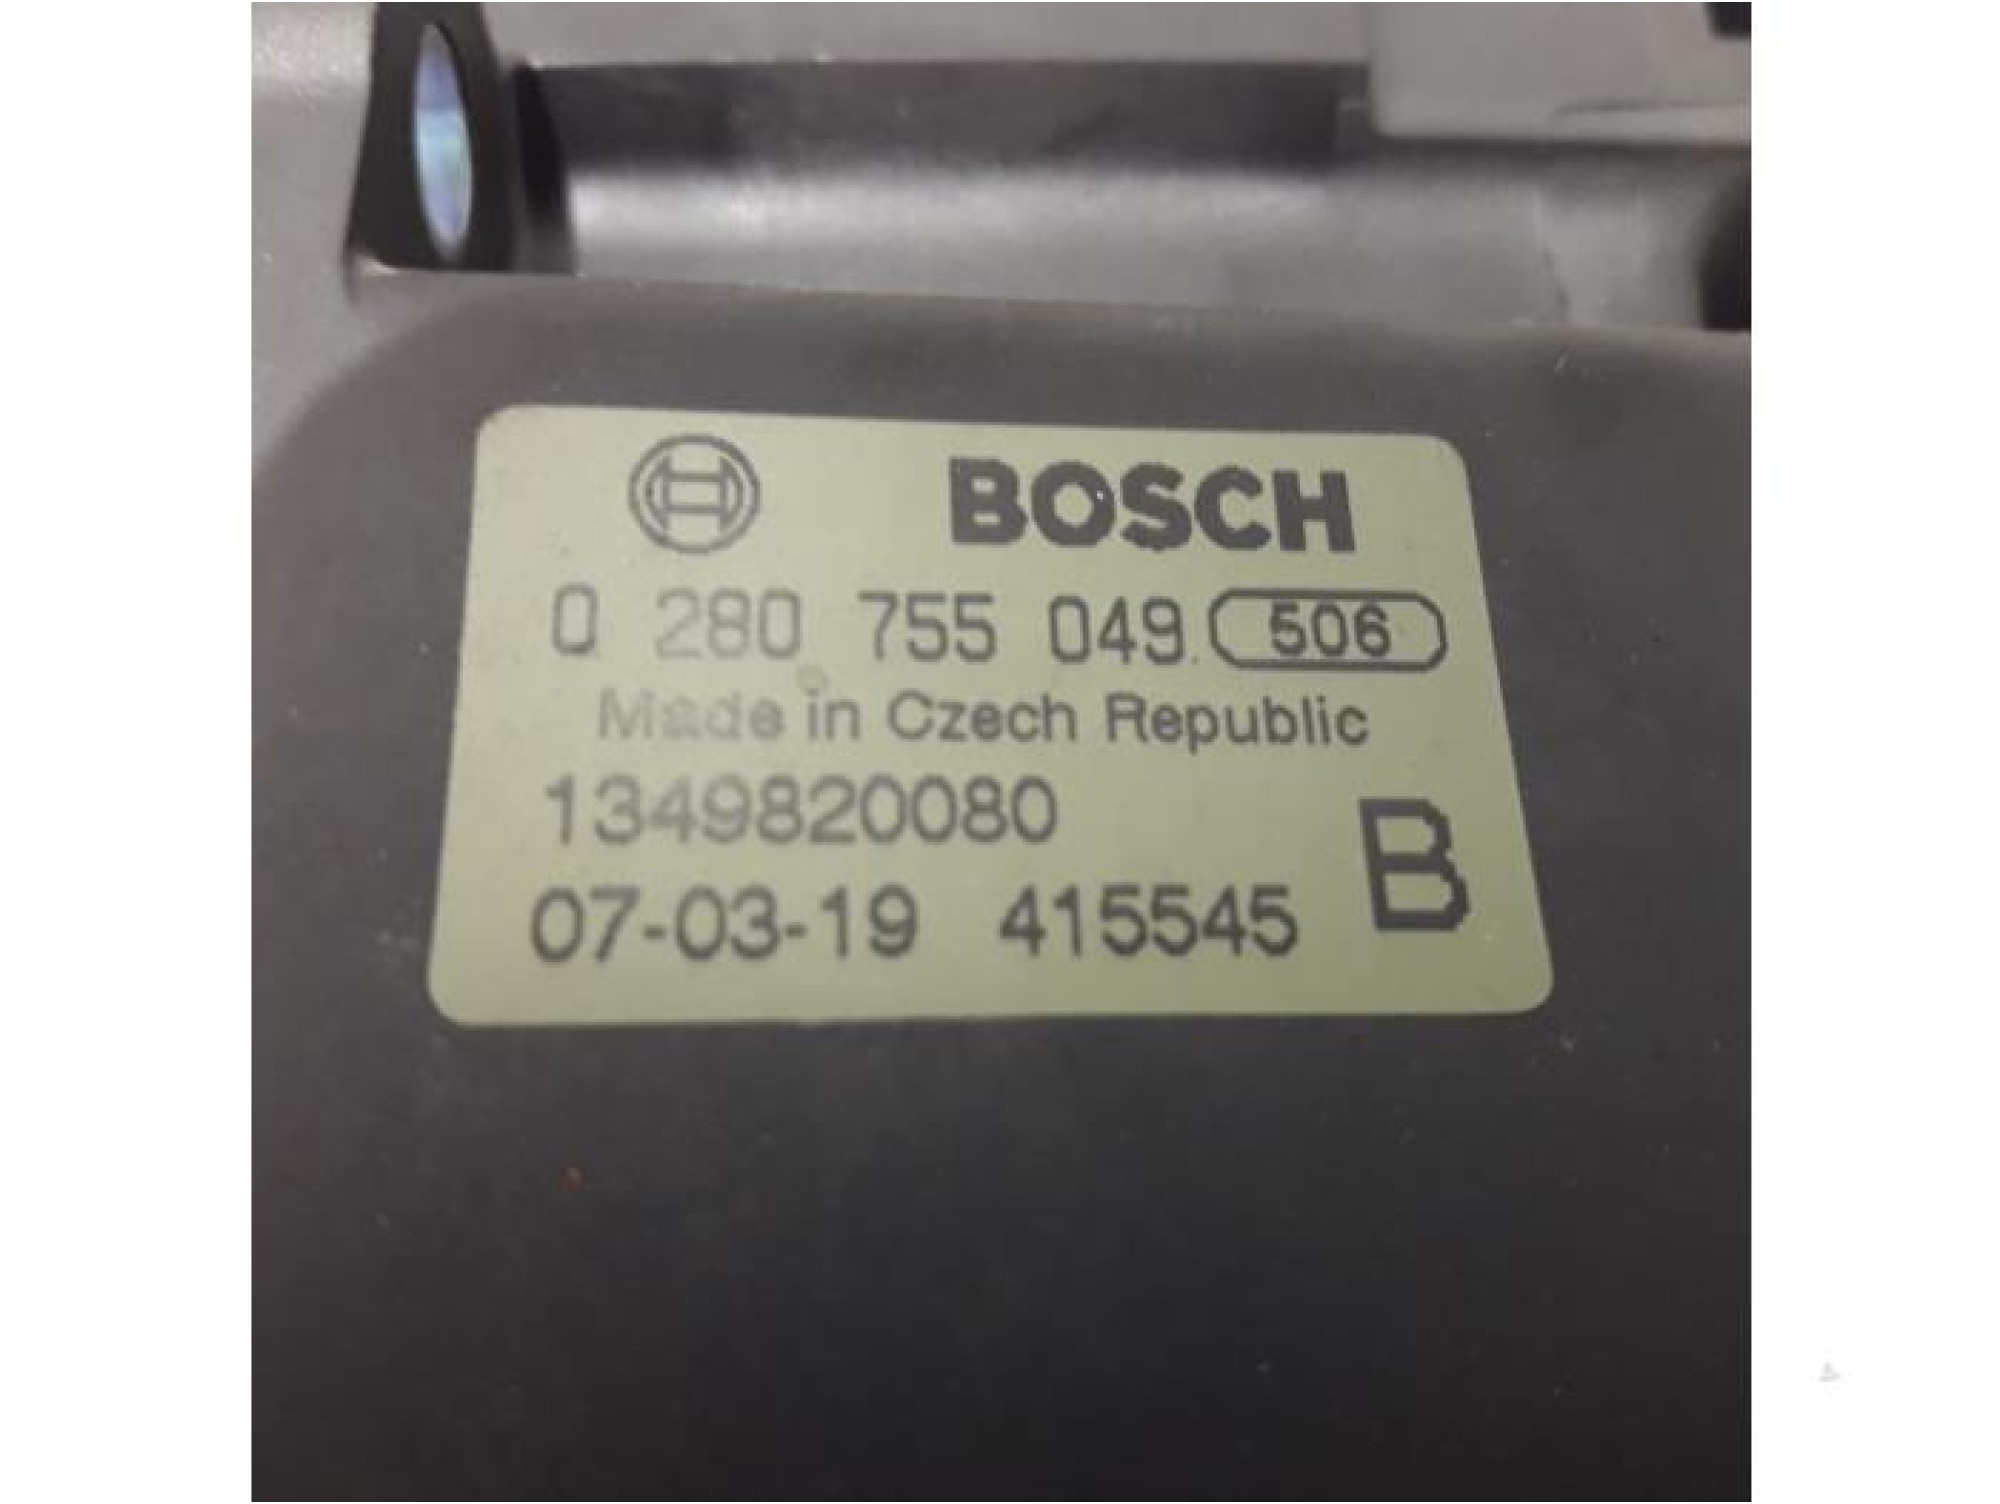 BOSCH
0 280 755 049 506
Made in Czech Republic
1349820080
B
07-03-19 415545